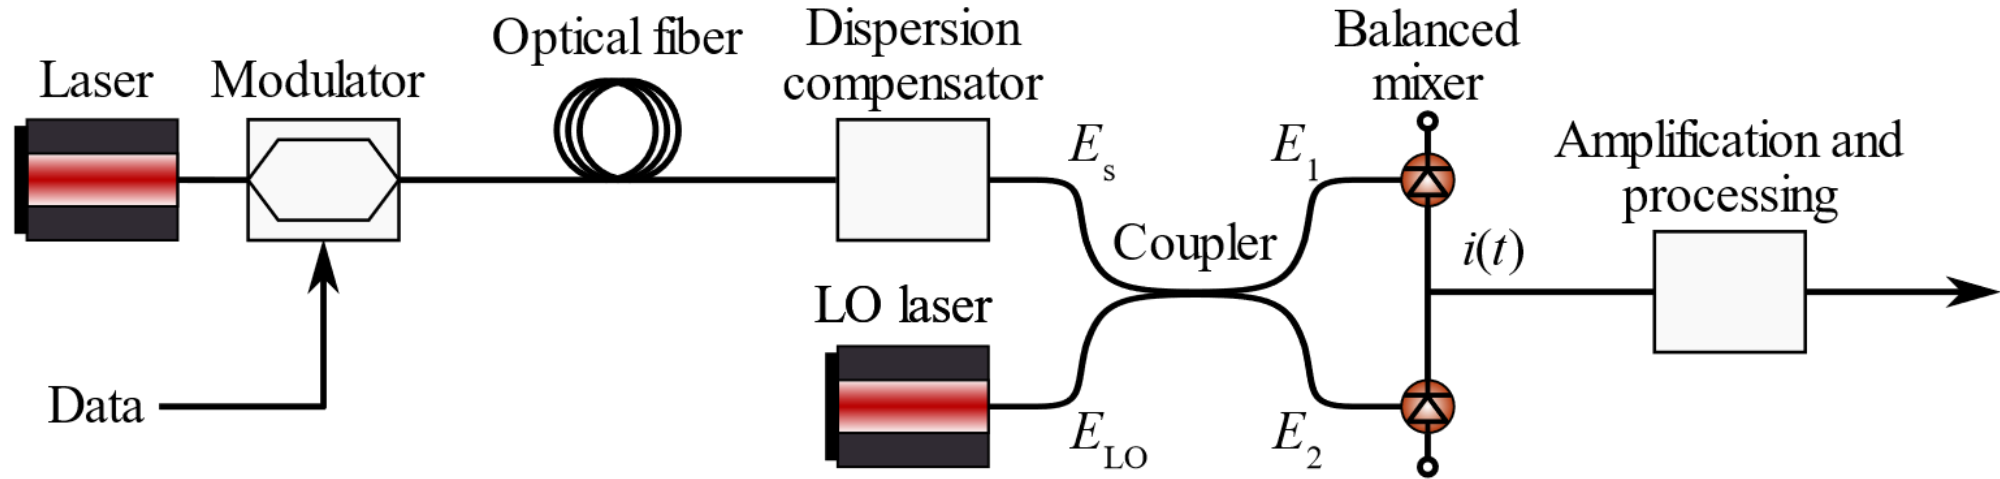 Laser
Modulator
Optical fiber
Dispersion
compensator
Balanced
mixer
Amplification and
processing
Es
E1
Coupler
i(t)
LO laser
Data
ELO
E2